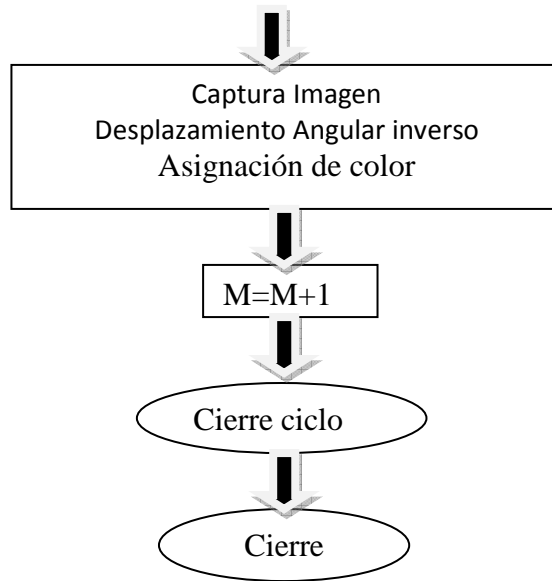 Captura Imagen
Desplazamiento Angular inverso
Asignación de color
M=M+1
Cierre ciclo
Cierre